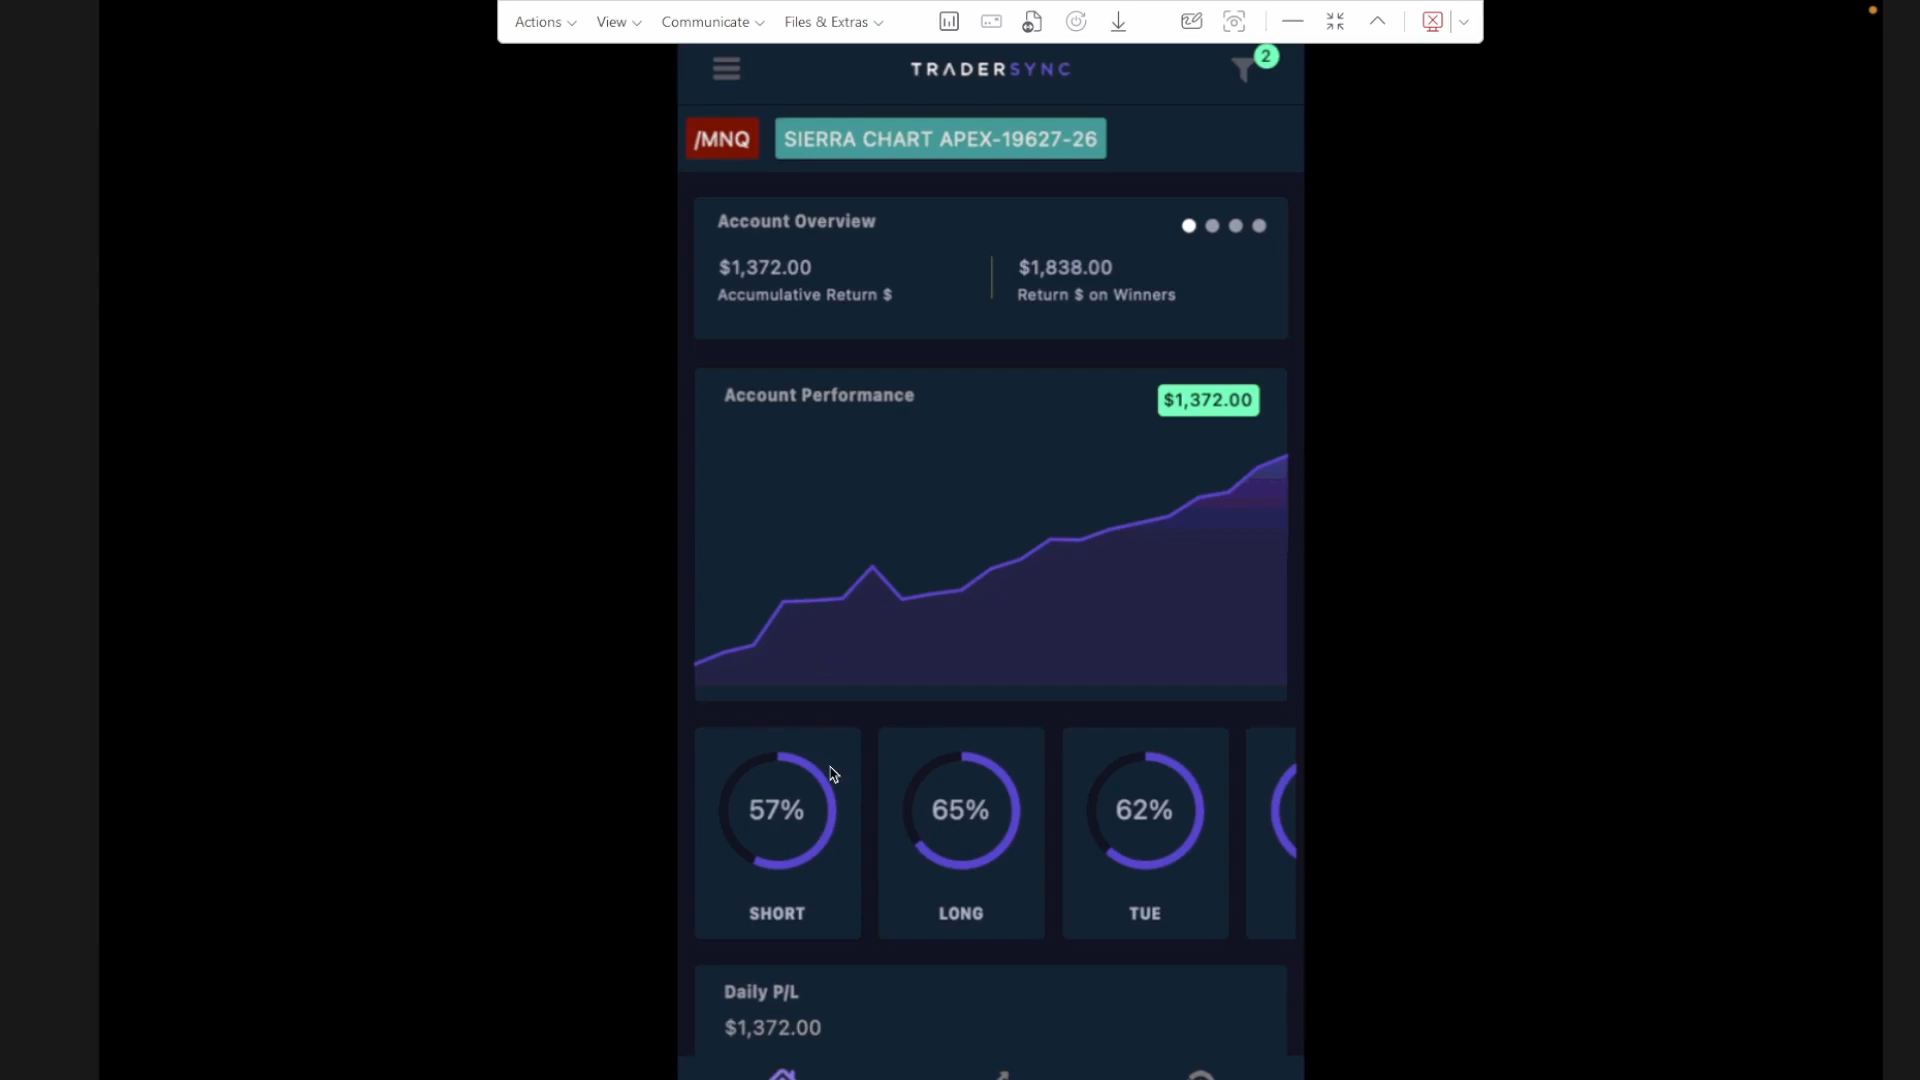 Actions View Communicate Files & Extras
TRADERSYNC
2
/MNQ SIERRA CHART APEX-19627-26
Account Overview
$1,372.00 $1,838.00
Accumulative Return $ Return $ on Winners
Account Performance $1,372.00
57% 65% 62%
SHORT LONG TUE
Daily P/L
$1,372.00